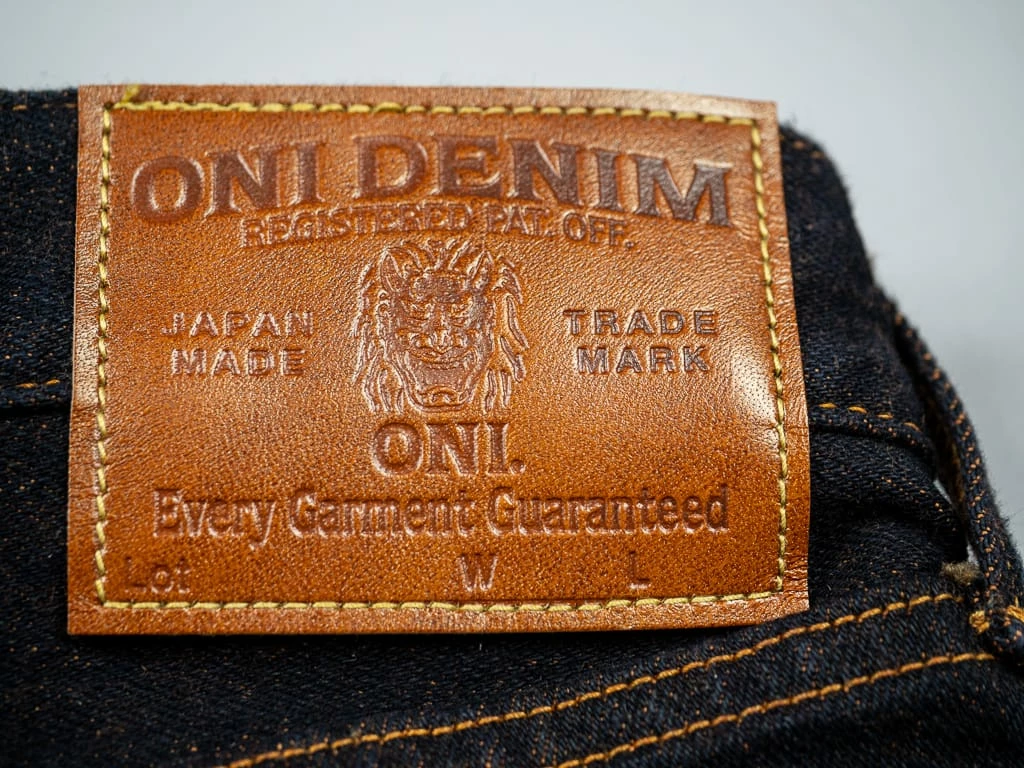 ONI DENIM
REGISTERED PAT. OFF.
JAPAN MADE
TRADE MARK
ONI.
Every Garment Guaranteed
Lot W L